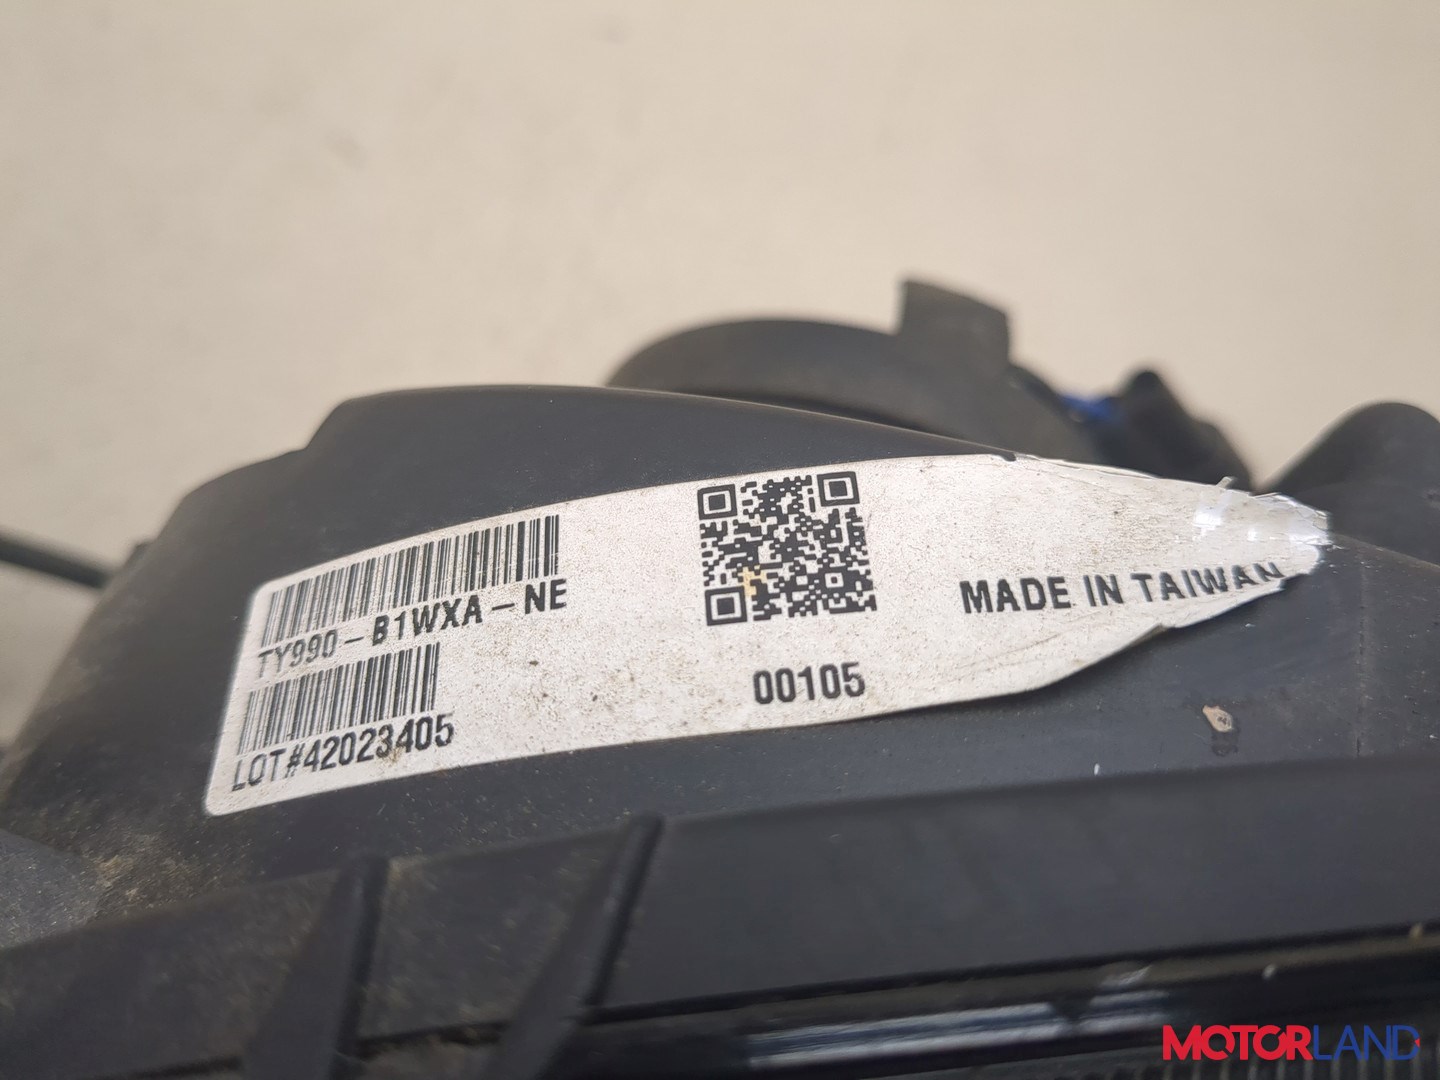 TY990-B1WXA-NE
LOT#42023405
00105
MADE IN TAIWAN
MOTORLAND